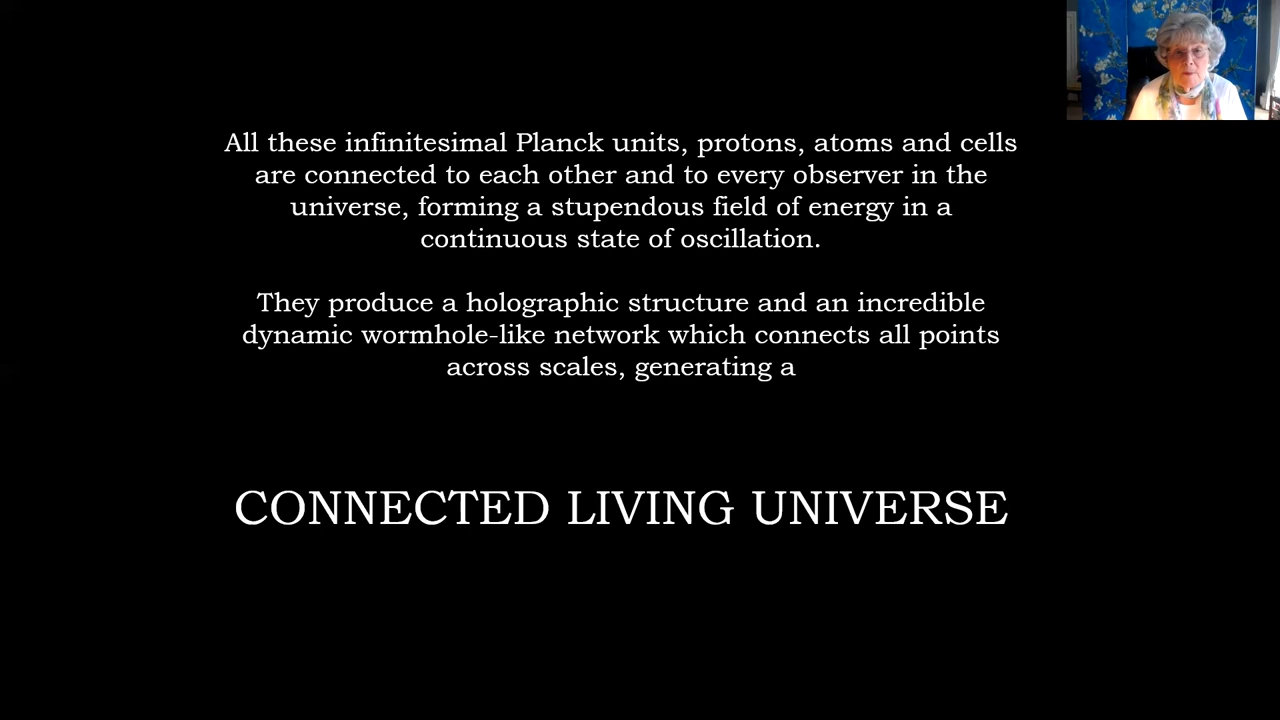 All these infinitesimal Planck units, protons, atoms and cells
are connected to each other and to every observer in the
universe, forming a stupendous field of energy in a
continuous state of oscillation.
They produce a holographic structure and an incredible
dynamic wormhole-like network which connects all points
across scales, generating a
CONNECTED LIVING UNIVERSE